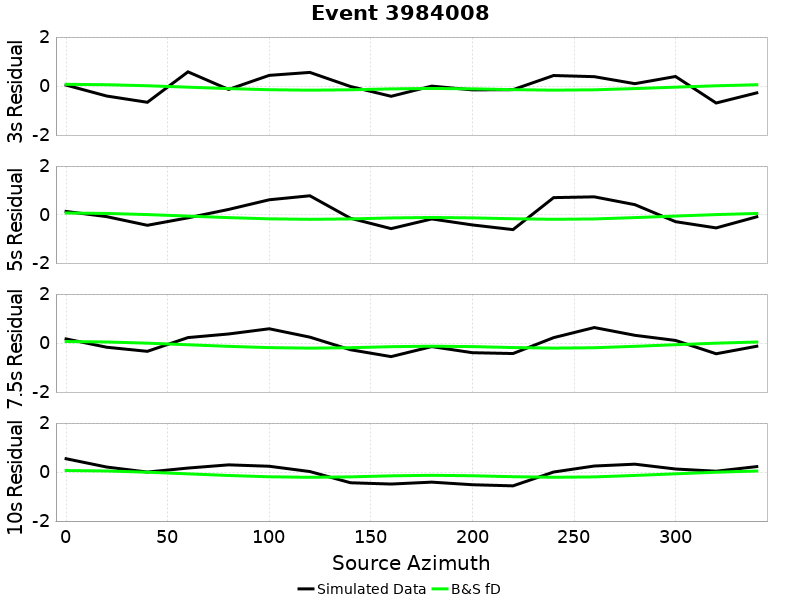 Event 3984008
3s Residual
2
0
-2
5s Residual
2
0
-2
7.5s Residual
2
0
-2
10s Residual
2
0
-2
0 50 100 150 200 250 300
Source Azimuth
Simulated Data B&S fD